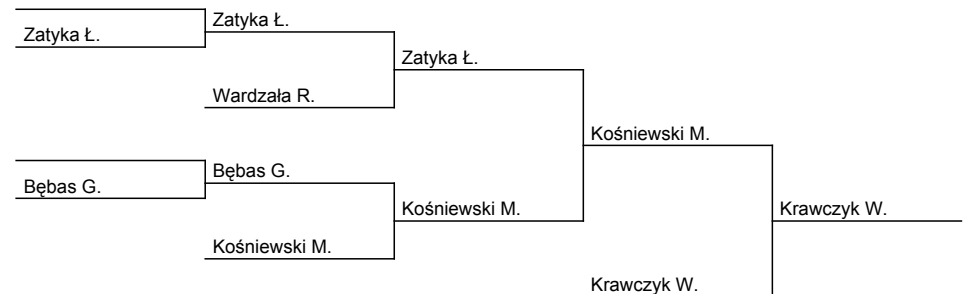 Zatyka Ł.
Zatyka Ł.
Zatyka Ł.
Wardzała R.
Kośniewski M.
Bębas G.
Bębas G.
Kośniewski M.
Krawczyk W.
Kośniewski M.
Krawczyk W.